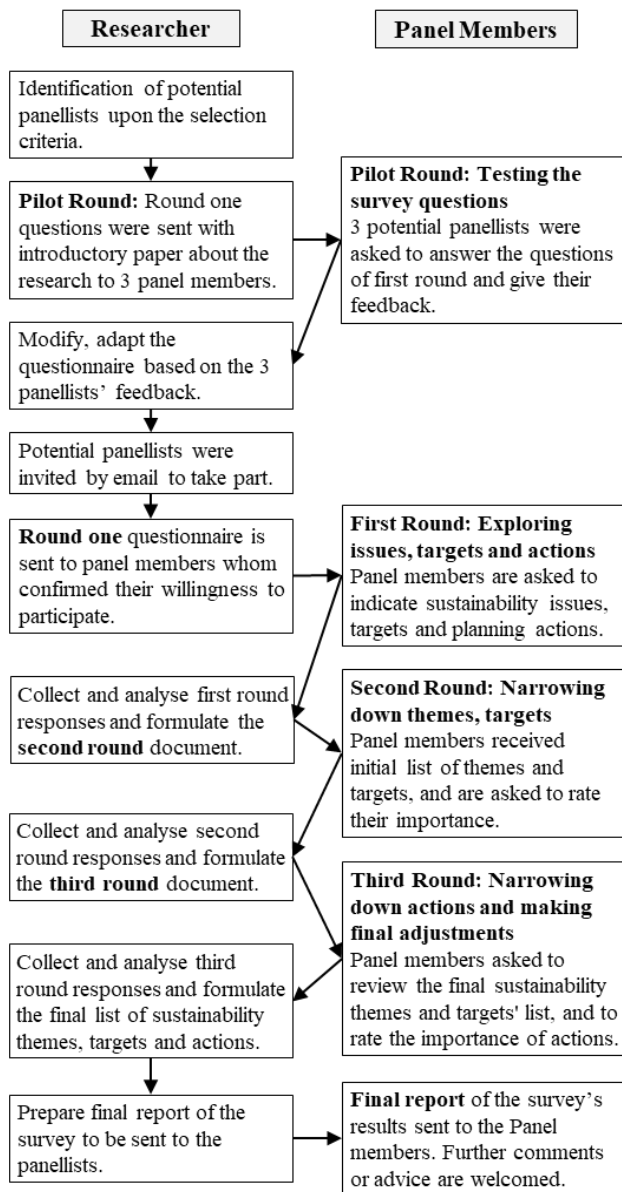 Researcher
Panel Members
Identification of potential
panellists upon the selection
criteria.
Pilot Round: Round one
questions were sent with
introductory paper about the
research to 3 panel members.
Pilot Round: Testing the
survey questions
3 potential panellists were
asked to answer the questions
of first round and give their
feedback.
Modify, adapt the
questionnaire based on the 3
panellists’ feedback.
Potential panellists were
invited by email to take part.
Round one questionnaire is
sent to panel members whom
confirmed their willingness to
participate.
First Round: Exploring
issues, targets and actions
Panel members are asked to
indicate sustainability issues,
targets and planning actions.
Collect and analyse first round
responses and formulate the
second round document.
Second Round: Narrowing
down themes, targets
Panel members received
initial list of themes and
targets, and are asked to rate
their importance.
Collect and analyse second
round responses and formulate
the third round document.
Third Round: Narrowing
down actions and making
final adjustments
Panel members asked to
review the final sustainability
themes and targets' list, and to
rate the importance of actions.
Collect and analyse third
round responses and formulate
the final list of sustainability
themes, targets and actions.
Prepare final report of the
survey to be sent to the
panellists.
Final report of the survey’s
results sent to the Panel
members. Further comments
or advice are welcomed.